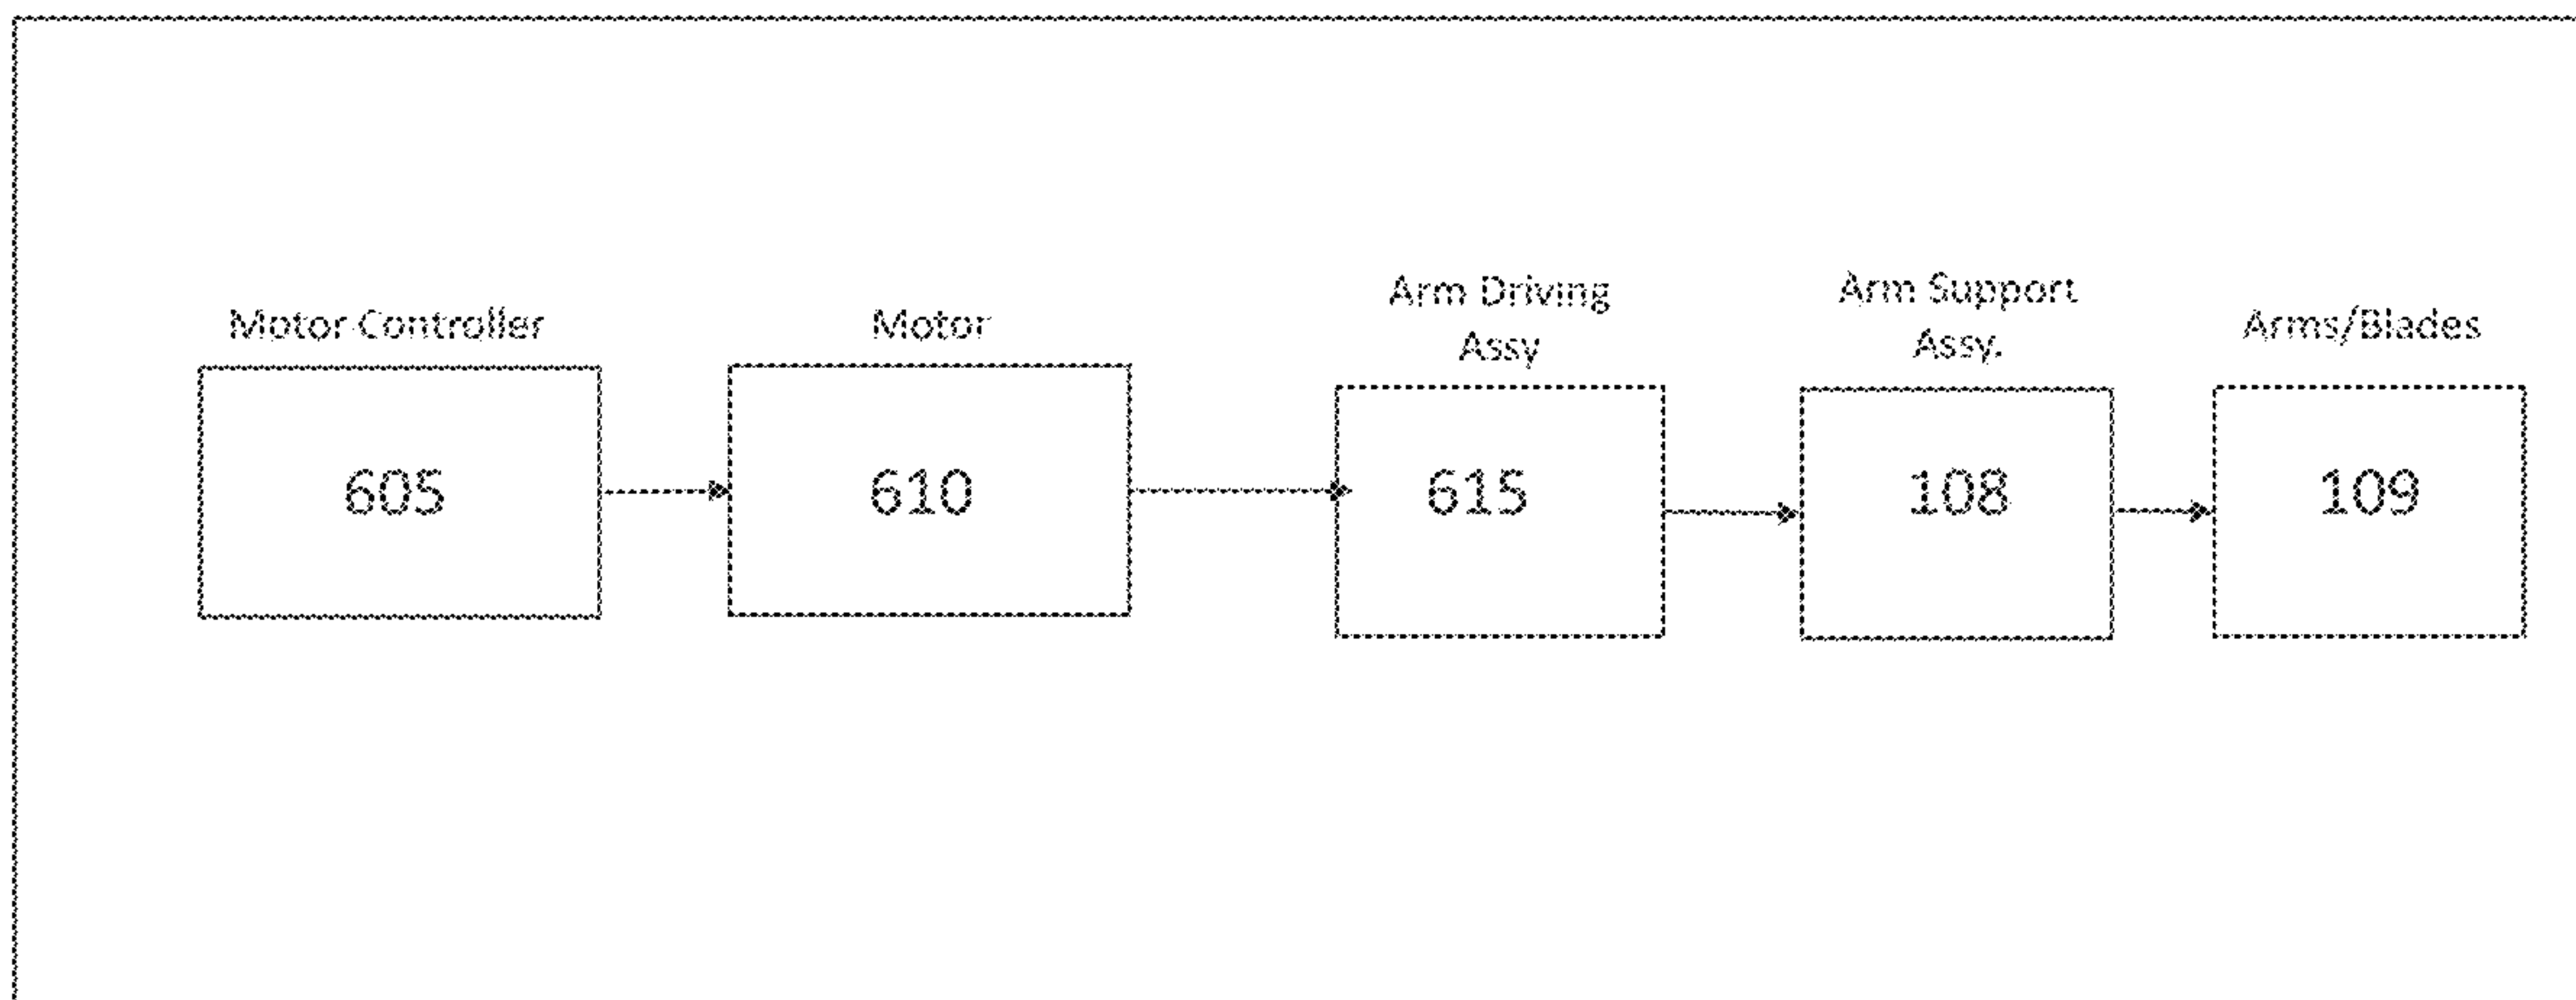 Motor Controller
Motor
Arm Driving
Assy
Arm Support
Assy.
Arms/Blades
605
610
615
108
109